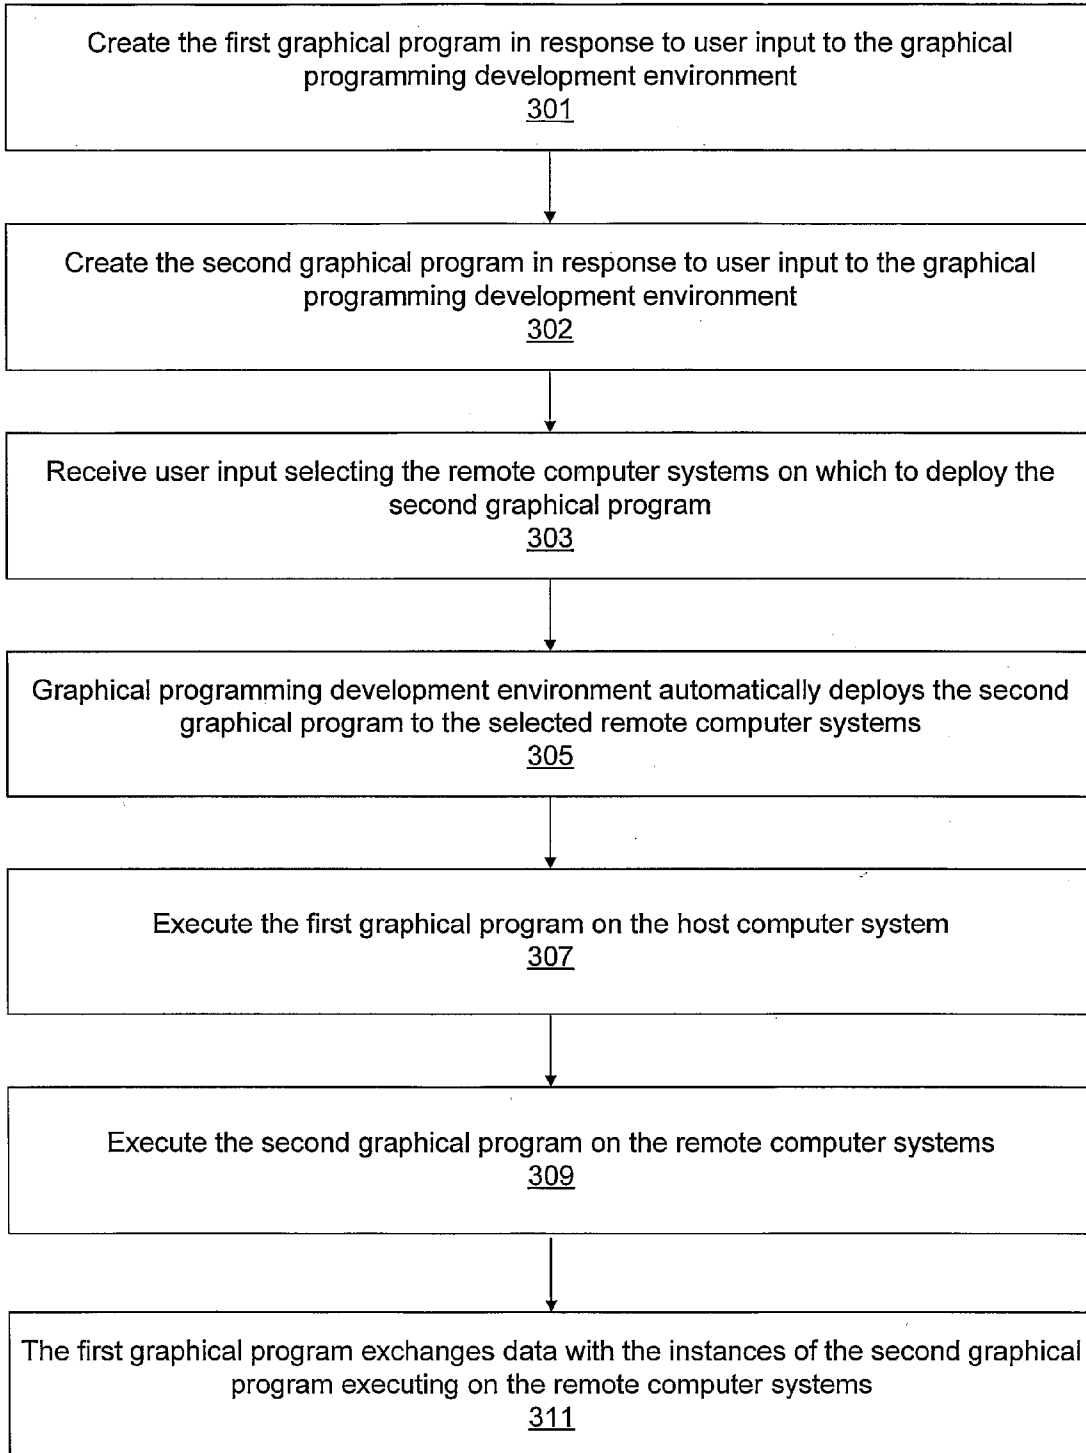 Create the first graphical program in response to user input to the graphical
programming development environment
301
Create the second graphical program in response to user input to the graphical
programming development environment
302
Receive user input selecting the remote computer systems on which to deploy the
second graphical program
303
Graphical programming development environment automatically deploys the second
graphical program to the selected remote computer systems
305
Execute the first graphical program on the host computer system
307
Execute the second graphical program on the remote computer systems
309
The first graphical program exchanges data with the instances of the second graphical
program executing on the remote computer systems
311